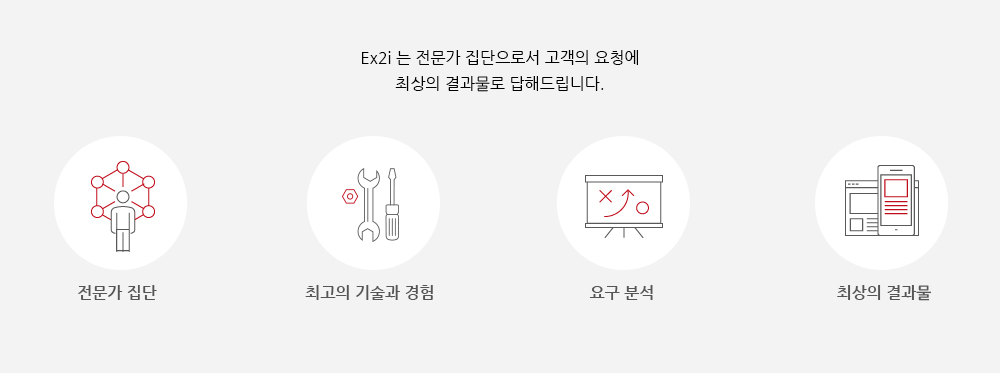 Ex2i 는 전문가 집단으로서 고객의 요청에
최상의 결과물로 답해드립니다.
전문가 집단
최고의 기술과 경험
요구 분석
최상의 결과물